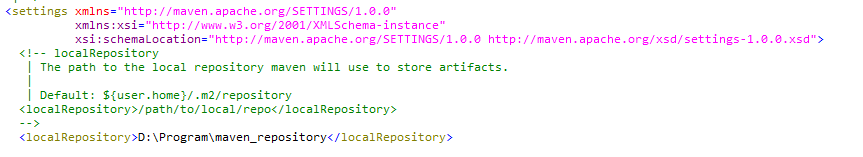 <settings xmlns="http://maven.apache.org/SETTINGS/1.0.0"
xmlns:xsi="http://www.w3.org/2001/XMLSchema-instance"
xsi:schemaLocation="http://maven.apache.org/SETTINGS/1.0.0 http://maven.apache.org/xsd/settings-1.0.0.xsd">
<!-- localRepository
| The path to the local repository maven will use to store artifacts.
|
| Default: ${user.home}/.m2/repository
<localRepository>/path/to/local/repo</localRepository>
-->
<localRepository>D:\Program\maven_repository</localRepository>